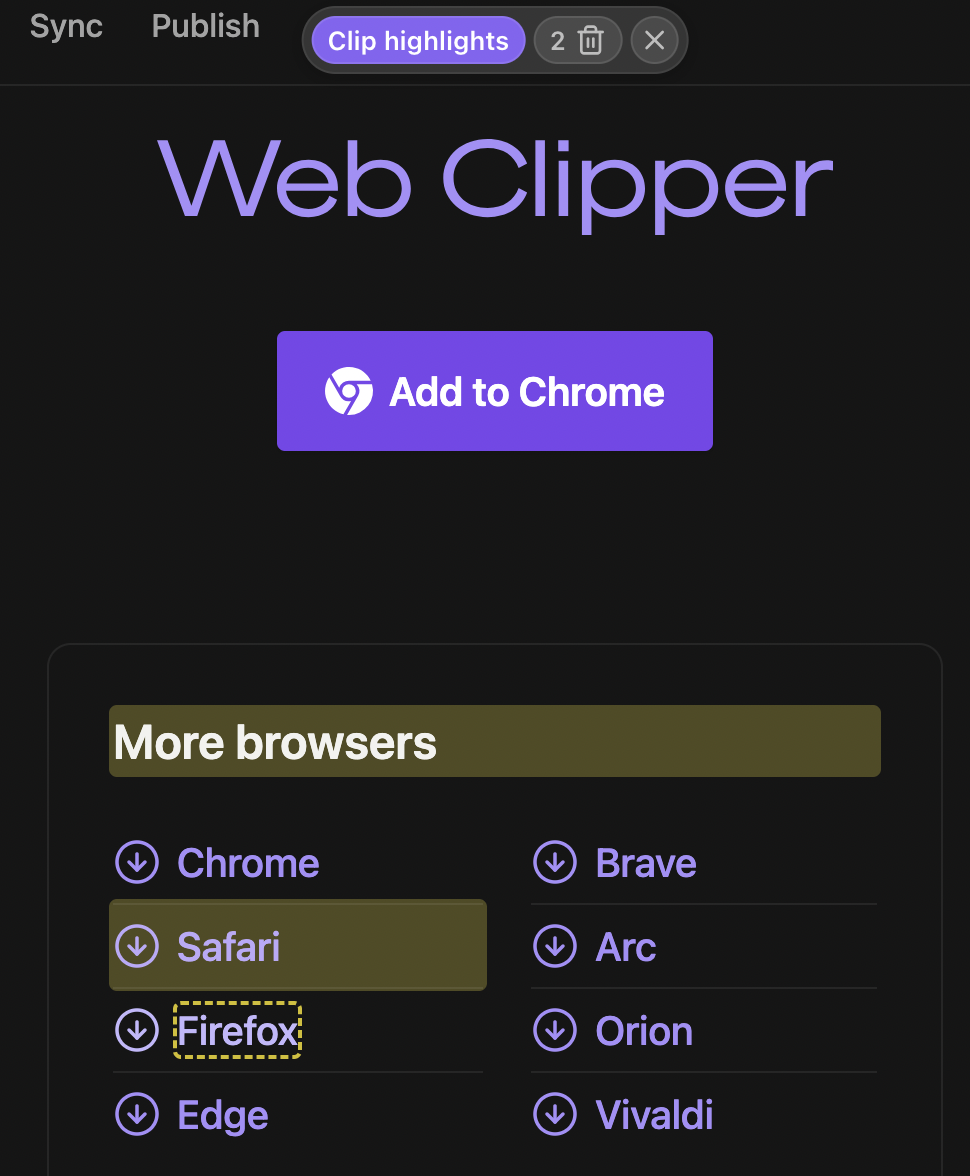 Sync Publish Clip highlights 2
Web Clipper
Add to Chrome
More browsers
Chrome Brave
Safari Arc
Firefox Orion
Edge Vivaldi